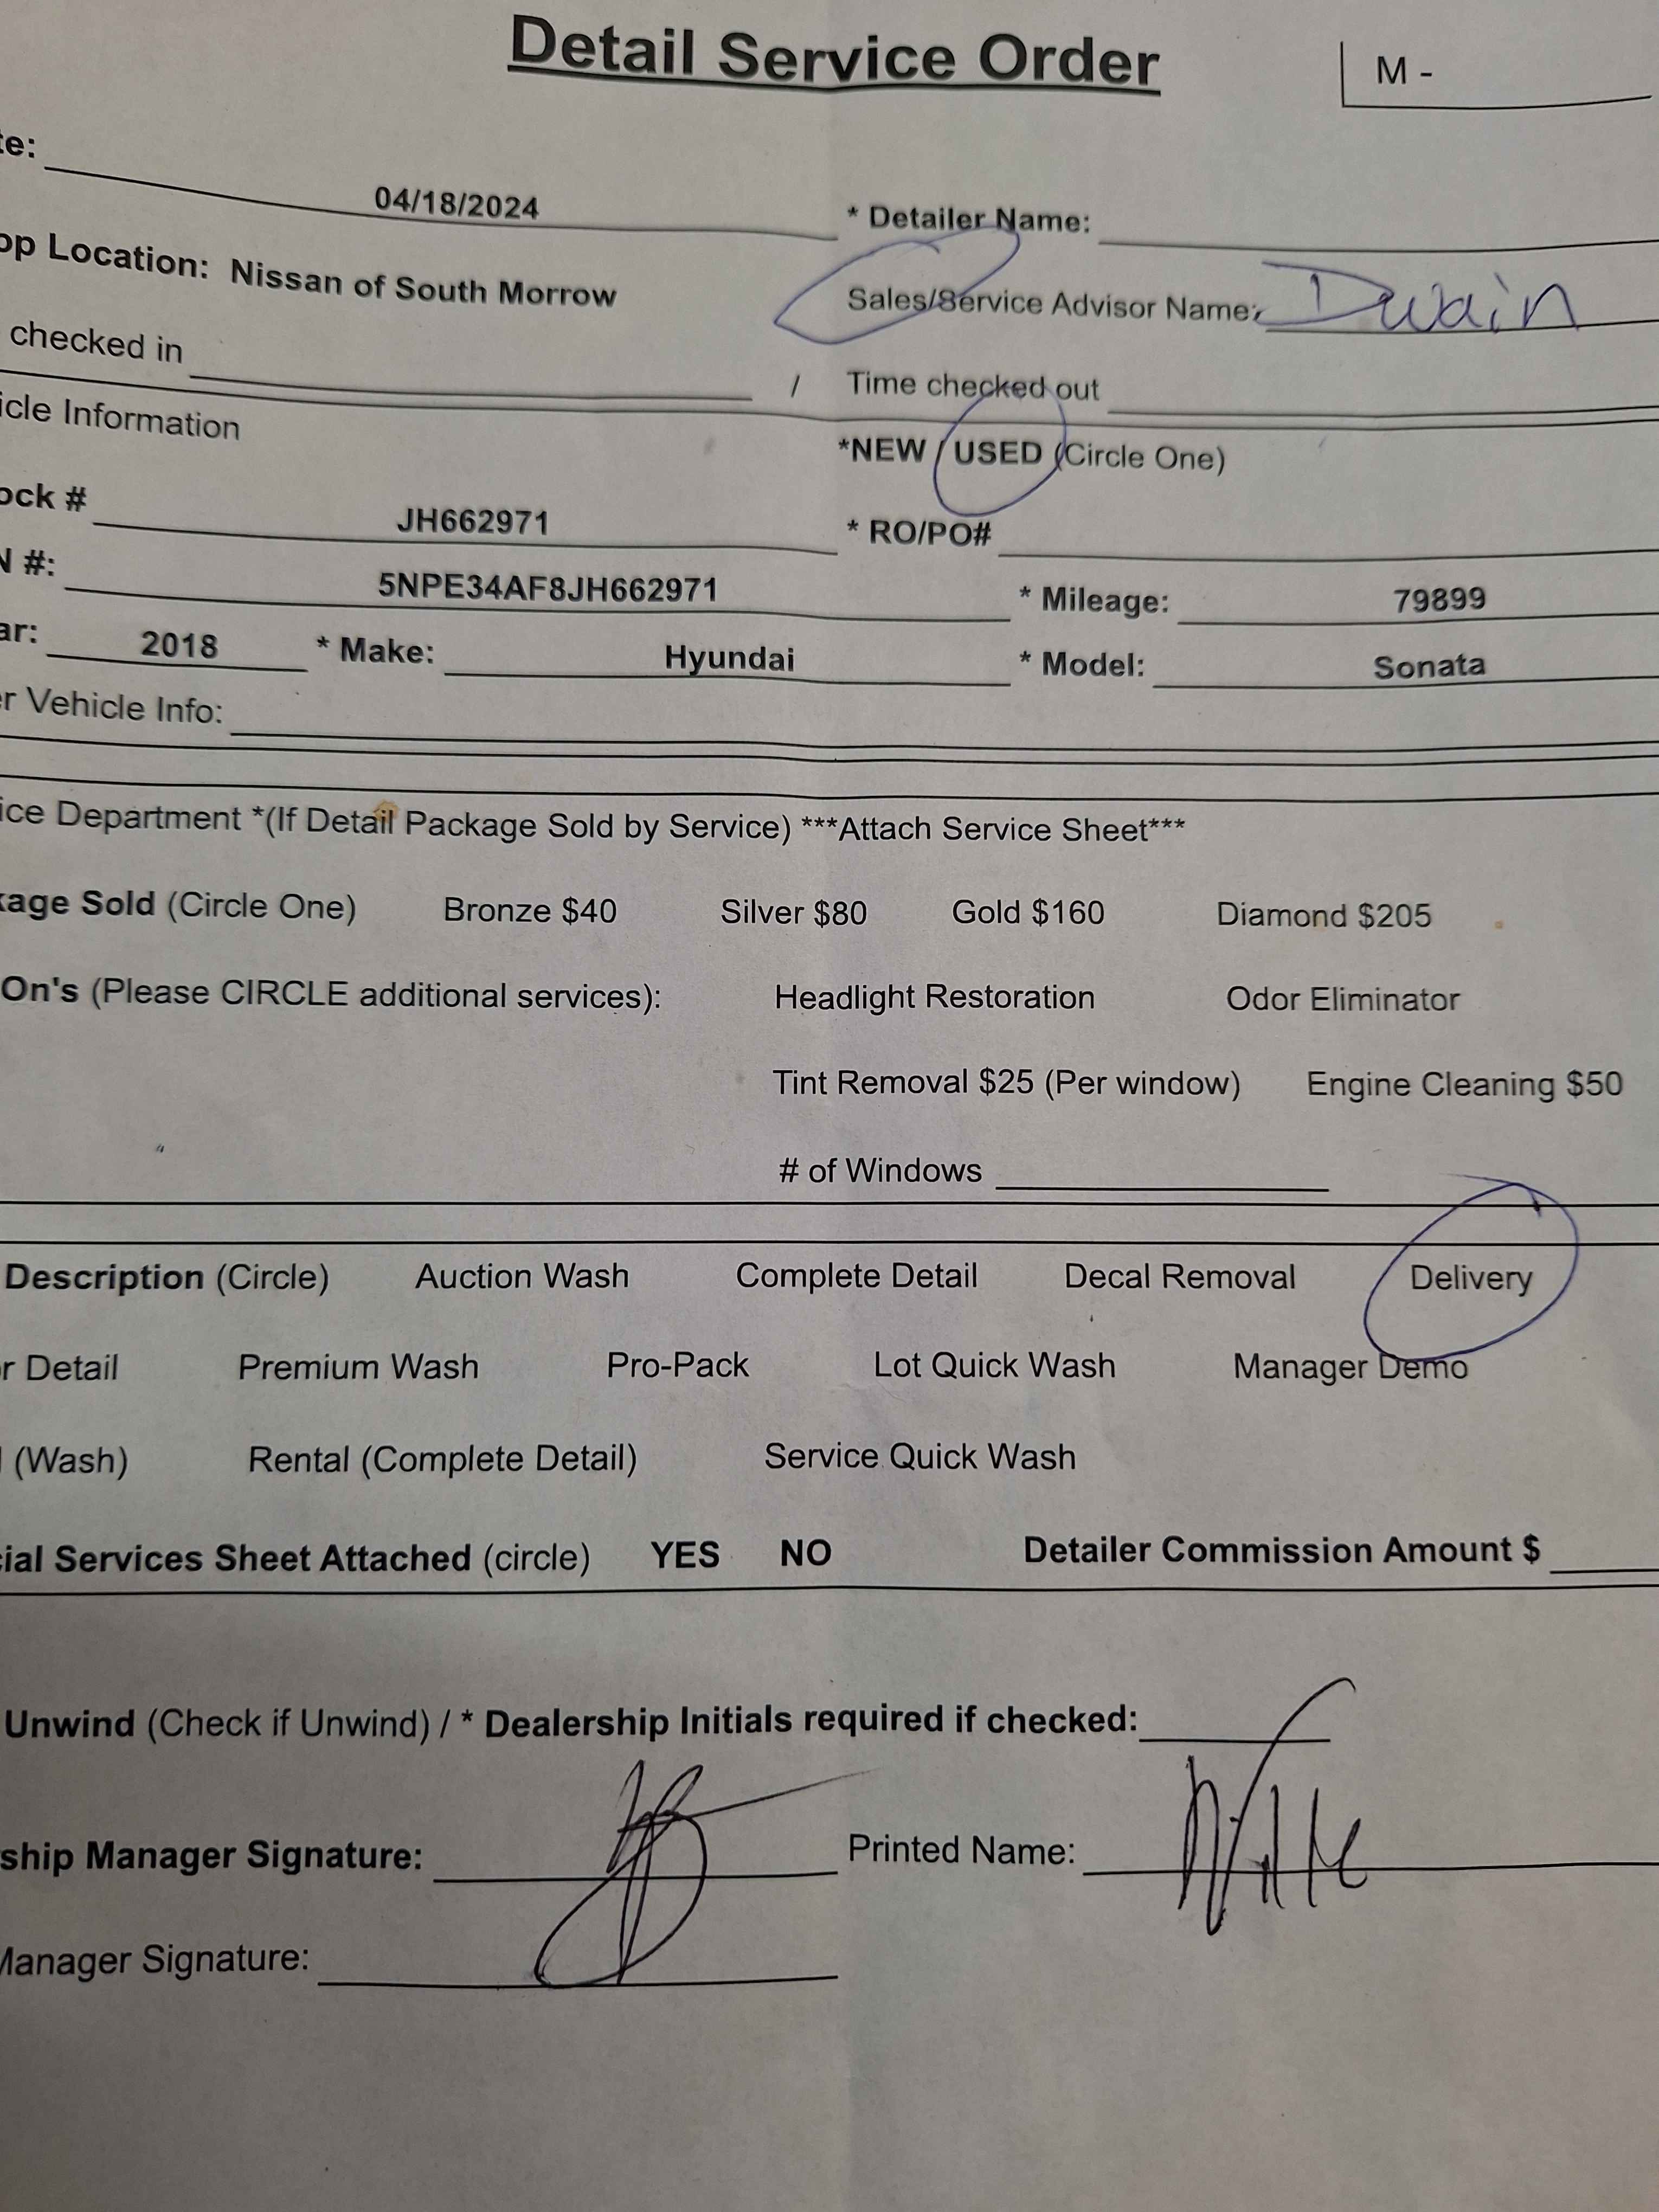 Detail Service Order
M -
te: 04/18/2024 * Detailer Name:
op Location: Nissan of South Morrow Sales/Service Advisor Name: Dwain
checked in / Time checked out
icle Information *NEW / USED (Circle One)
ock # JH662971 * RO/PO#
N #: 5NPE34AF8JH662971 * Mileage: 79899
ar: 2018 * Make: Hyundai * Model: Sonata
r Vehicle Info:
ice Department *(If Detail Package Sold by Service) ***Attach Service Sheet***
kage Sold (Circle One) Bronze $40 Silver $80 Gold $160 Diamond $205
On's (Please CIRCLE additional services): Headlight Restoration Odor Eliminator
Tint Removal $25 (Per window) Engine Cleaning $50
# of Windows
Description (Circle) Auction Wash Complete Detail Decal Removal Delivery
r Detail Premium Wash Pro-Pack Lot Quick Wash Manager Demo
l (Wash) Rental (Complete Detail) Service Quick Wash
cial Services Sheet Attached (circle) YES NO Detailer Commission Amount $
Unwind (Check if Unwind) / * Dealership Initials required if checked:
ship Manager Signature: Printed Name:
Manager Signature: